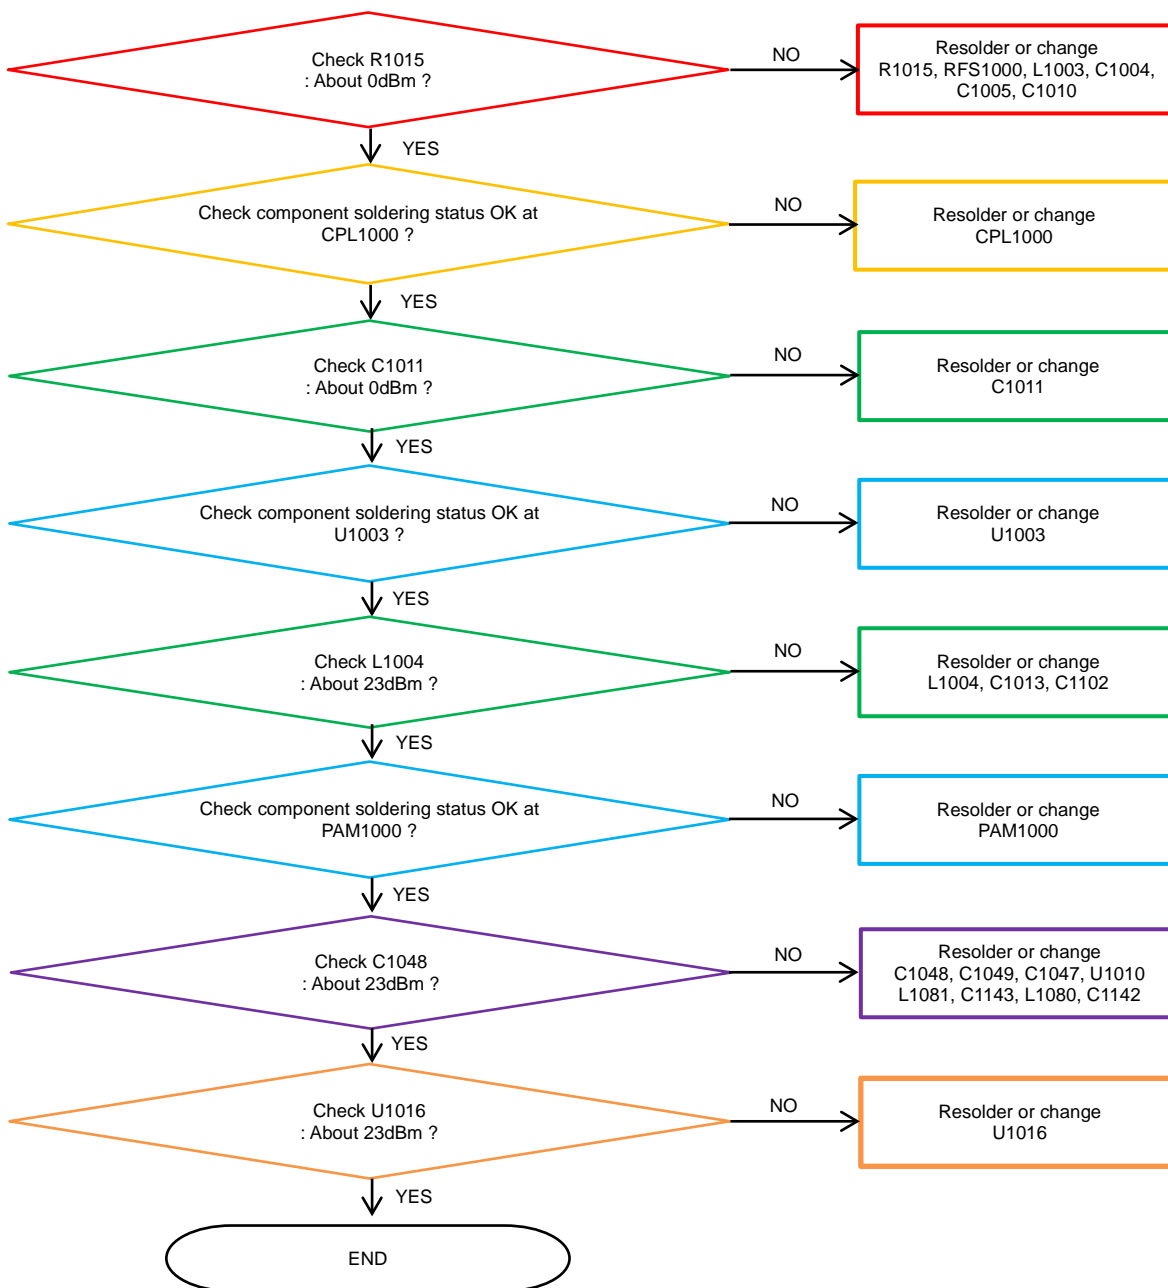 Check R1015
: About 0dBm ?
NO
Resolder or change
R1015, RFS1000, L1003, C1004,
C1005, C1010
YES
Check component soldering status OK at
CPL1000 ?
NO
Resolder or change
CPL1000
YES
Check C1011
: About 0dBm ?
NO
Resolder or change
C1011
YES
Check component soldering status OK at
U1003 ?
NO
Resolder or change
U1003
YES
Check L1004
: About 23dBm ?
NO
Resolder or change
L1004, C1013, C1102
YES
Check component soldering status OK at
PAM1000 ?
NO
Resolder or change
PAM1000
YES
Check C1048
: About 23dBm ?
NO
Resolder or change
C1048, C1049, C1047, U1010
L1081, C1143, L1080, C1142
YES
Check U1016
: About 23dBm ?
NO
Resolder or change
U1016
YES
END